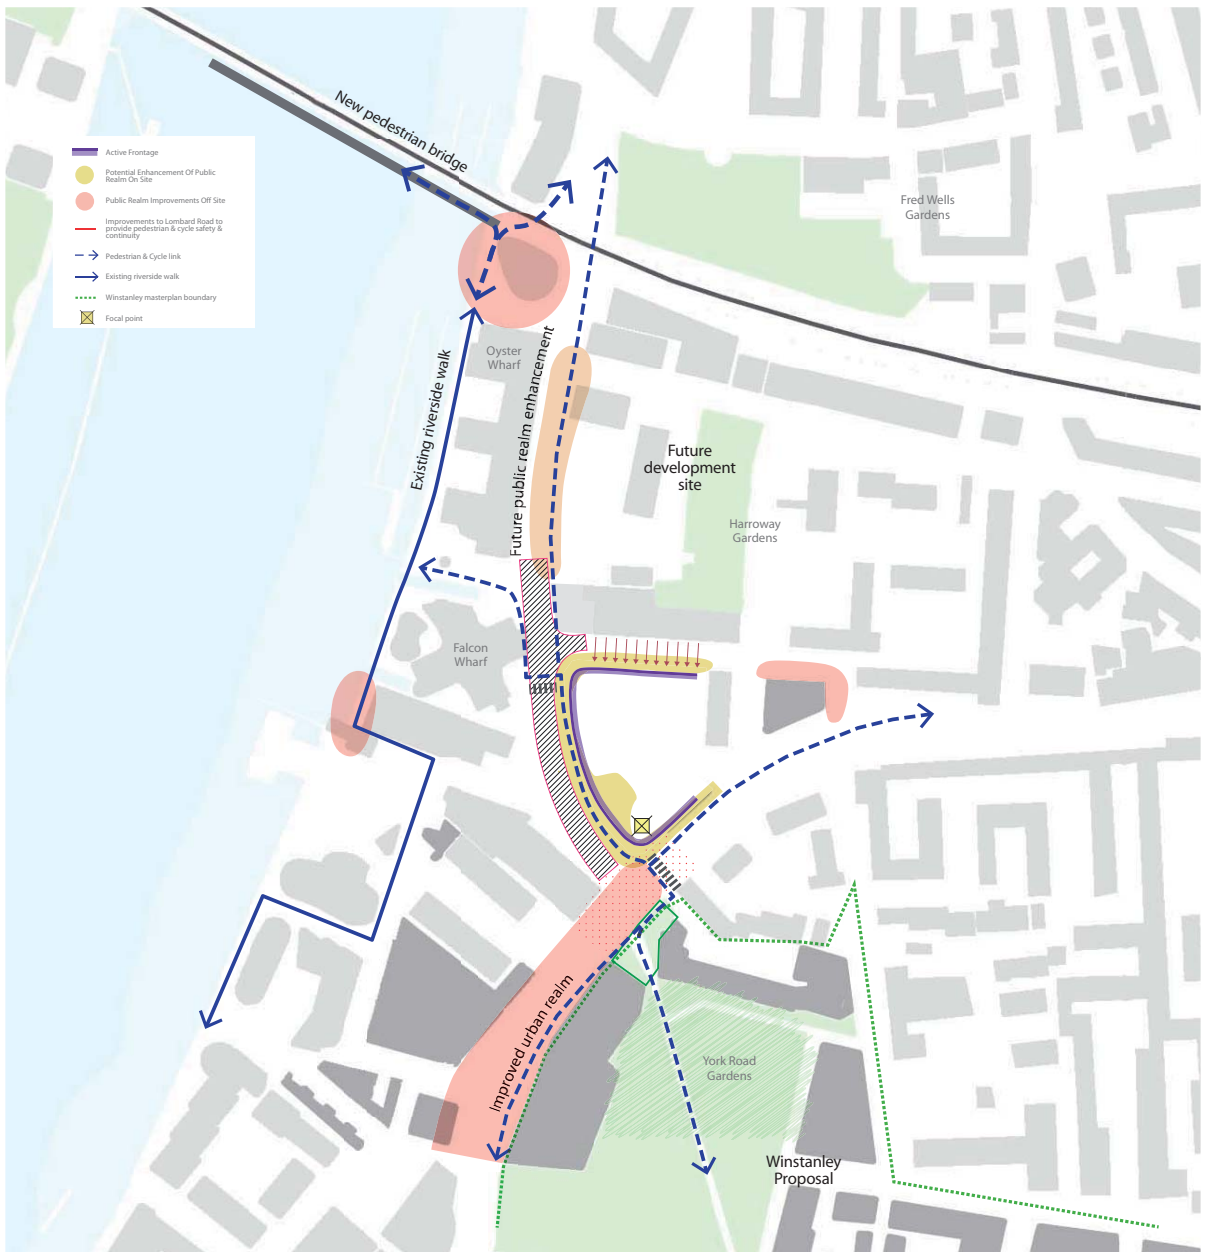 New pedestrian bridge
Active Frontage
Potential Enhancement Of Public
Realm On Site
Public Realm Improvements Off Site
Improvements to Lombard Road to
provide pedestrian & cycle safety &
continuity
Pedestrian & Cycle link
Existing riverside walk
Winstanley masterplan boundary
Focal point
Fred Wells
Gardens
Oyster
Wharf
Existing riverside walk
Future public realm enhancement
Future
development
site
Harroway
Gardens
Falcon
Wharf
Improved urban realm
York Road
Gardens
Winstanley
Proposal